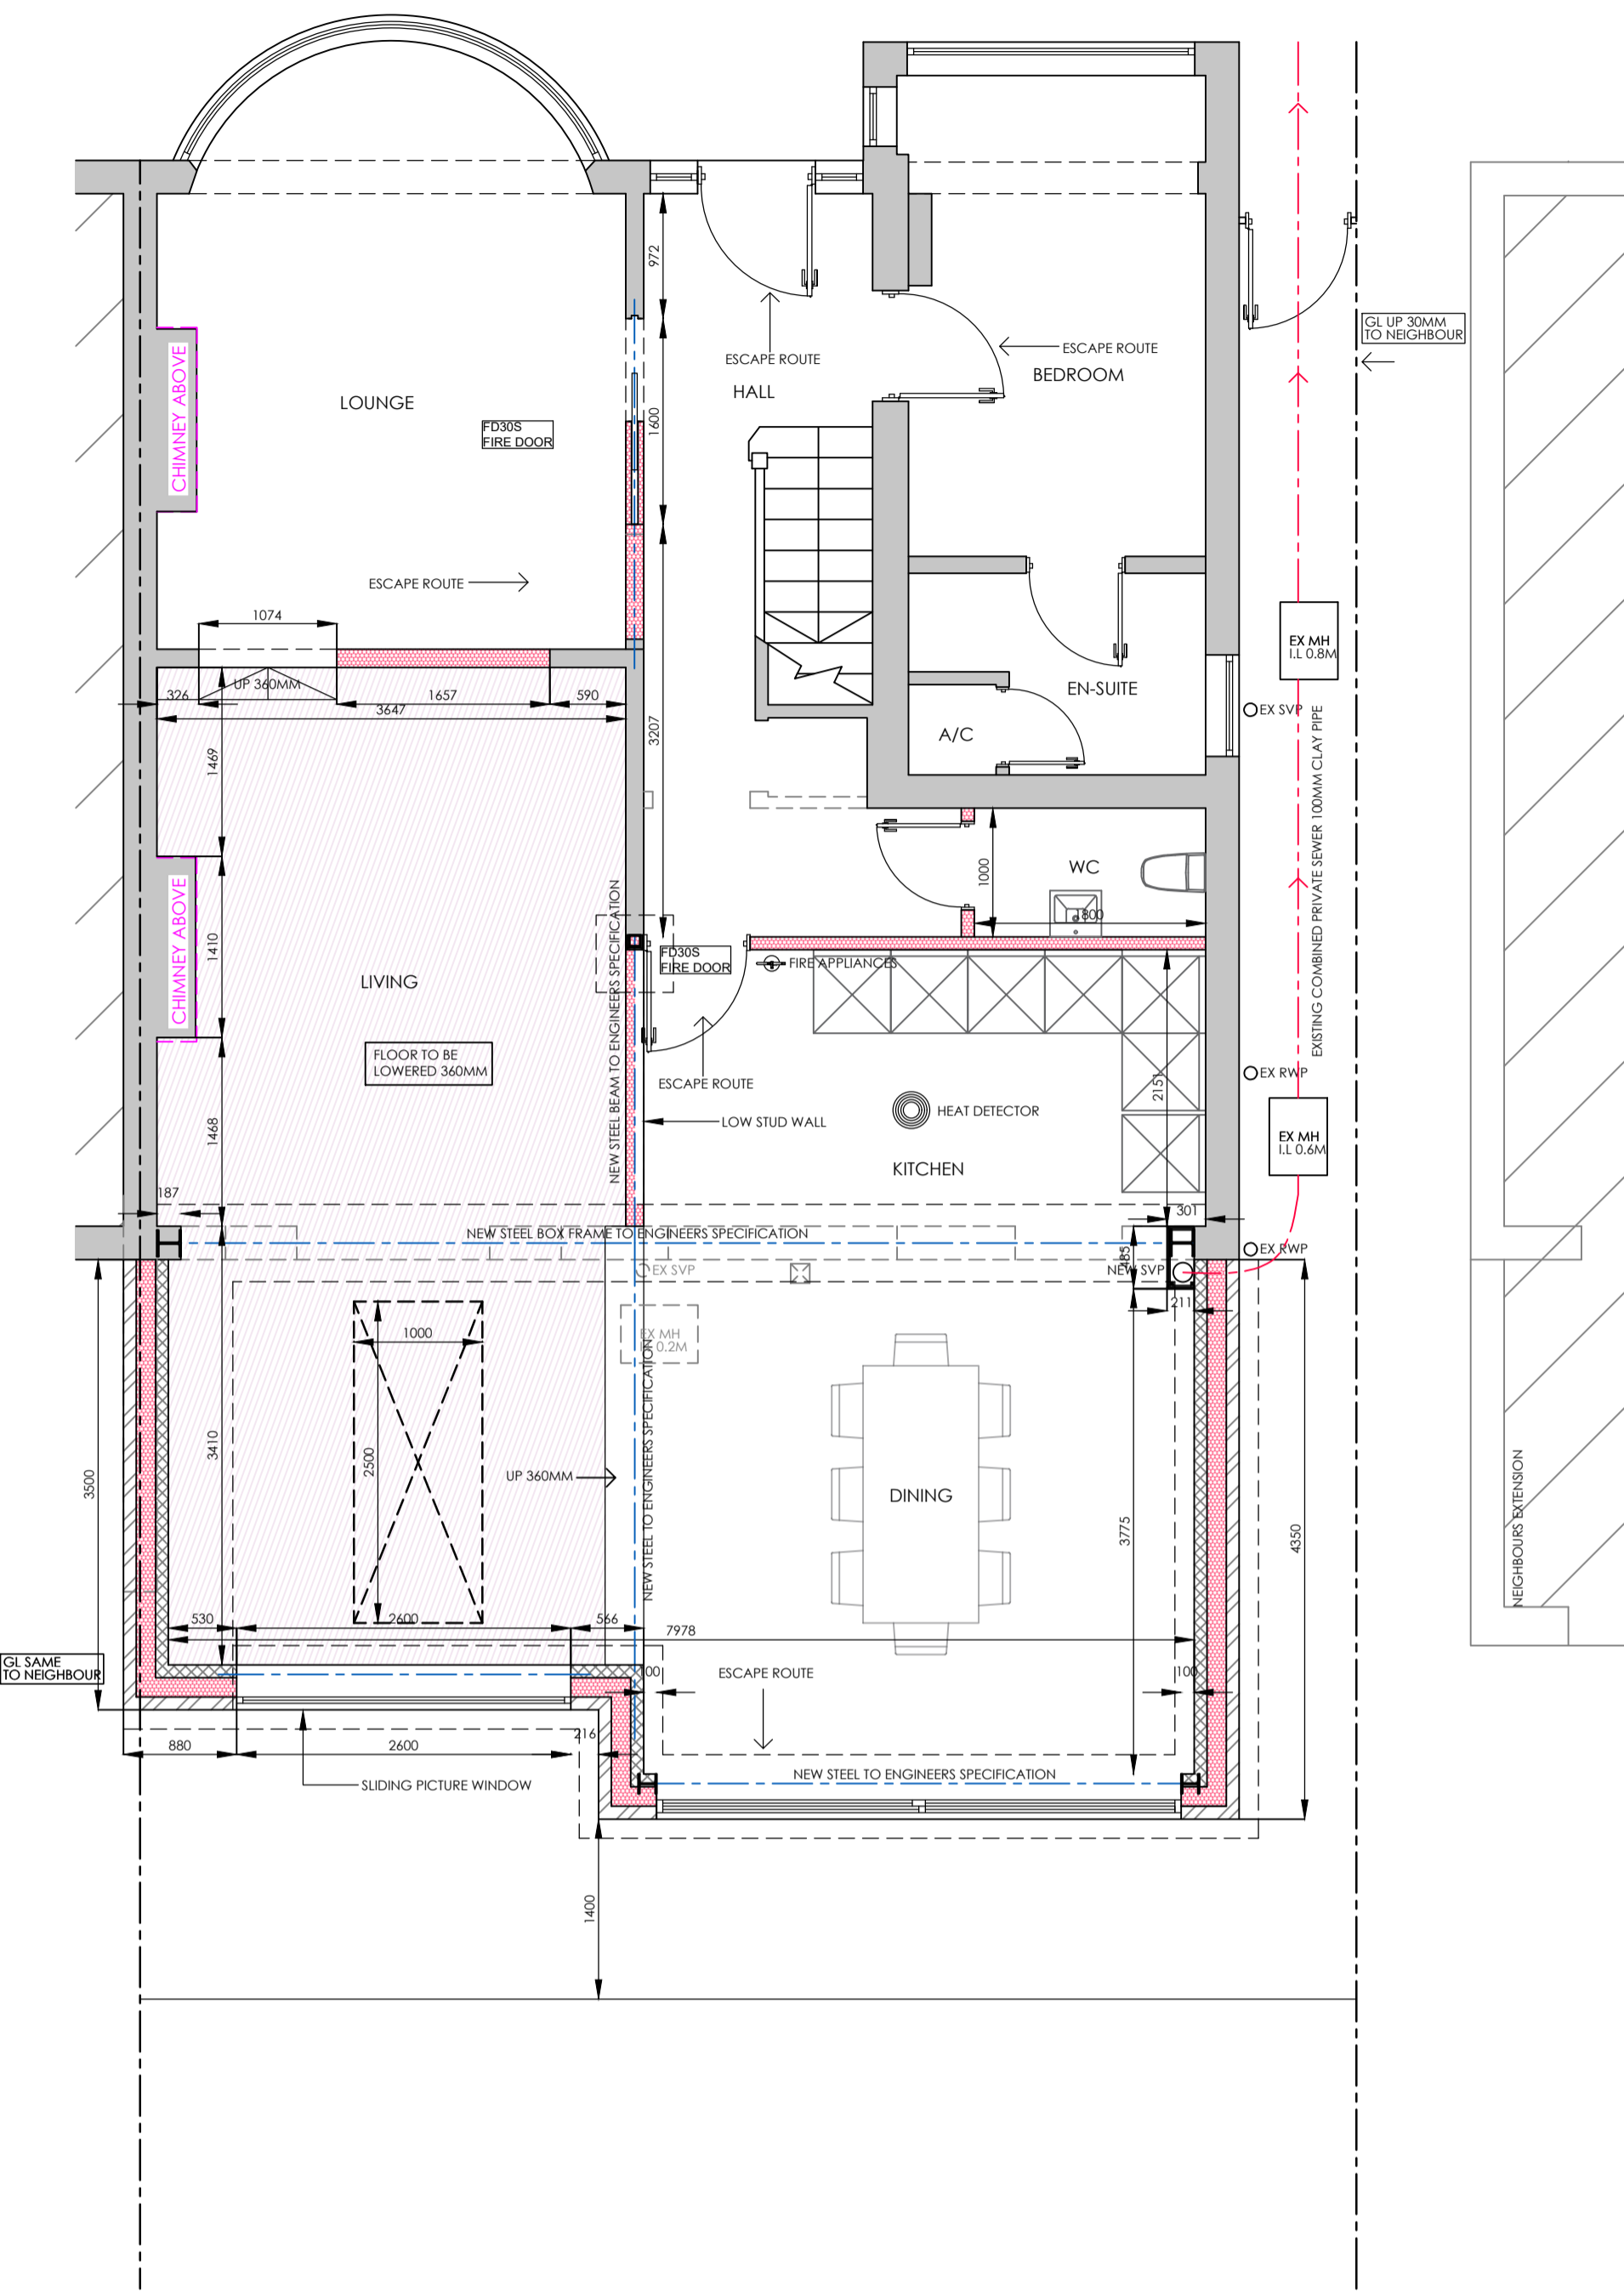 972
GL UP 30MM
TO NEIGHBOUR
ESCAPE ROUTE
ESCAPE ROUTE
BEDROOM
HALL
CHIMNEY ABOVE
LOUNGE
1600
FD30S
FIRE DOOR
ESCAPE ROUTE
1074
EX MH
I.L 0.8M
UP 360MM
EN-SUITE
326
1657
590
3647
EX SVP
A/C
3207
1469
EXISTING COMBINED PRIVATE SEWER 100MM CLAY PIPE
WC
1000
1800
CHIMNEY ABOVE
1410
FD30S
FIRE DOOR
FIRE APPLIANCES
LIVING
NEW STEEL BEAM TO ENGINEERS SPECIFICATION
FLOOR TO BE
LOWERED 360MM
EX RWP
ESCAPE ROUTE
2151
HEAT DETECTOR
LOW STUD WALL
1468
EX MH
I.L 0.6M
KITCHEN
187
301
NEW STEEL BOX FRAME TO ENGINEERS SPECIFICATION
EX RWP
485
EX SVP
NEW SVP
211
1000
EX MH
0.2M
NEW STEEL TO ENGINEERS SPECIFICATION
3410
2500
3500
UP 360MM
DINING
3775
4350
NEIGHBOURS EXTENSION
530
2600
566
7978
GL SAME
TO NEIGHBOUR
ESCAPE ROUTE
100
216
880
2600
NEW STEEL TO ENGINEERS SPECIFICATION
SLIDING PICTURE WINDOW
1400